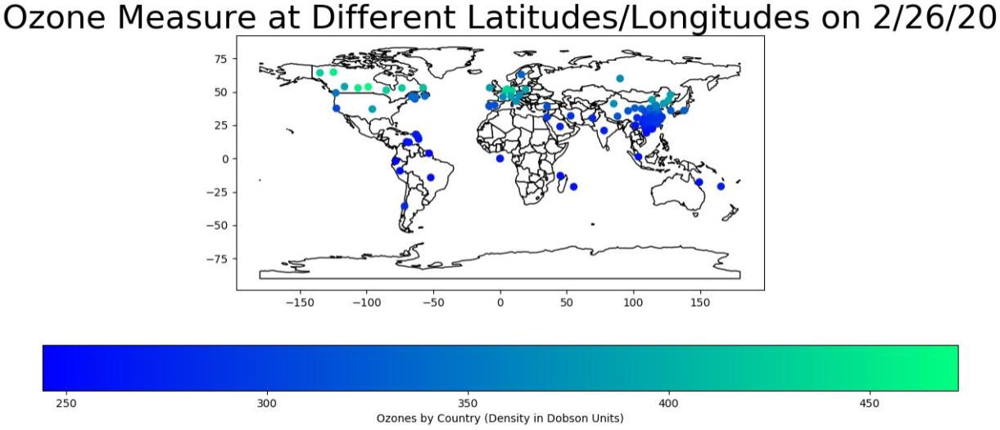 Ozone Measure at Different Latitudes/Longitudes on 2/26/20
75
50
25
0
−25
−50
−75
−150 −100 −50 0 50 100 150
250 300 350 400 450
Ozones by Country (Density in Dobson Units)